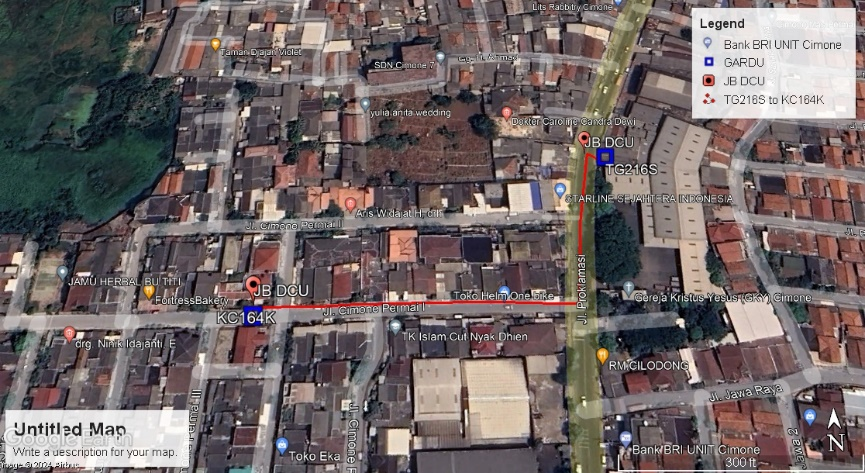 Lits Rabbitry Cimone
Legend
Bank BRI UNIT Cimone
GARDU
JB DCU
TG216S to KC164K
Taman Djajan Violet
SDN Cimone 7
yulia anita wedding
Dokter Caroline Candra Dewi
JB DCU
TG216S
STARLINE SEJAHTERA INDONESIA
Jl. Cimone Permai I
JAMU HERBAL BU TITI
FortressBakery
JB DCU
KC164K
Toko Helm One bike
Jl. Cimone Permai I
Jl. Proklamasi
Gereja Kristus Yesus (GKY) Cimone
drg. Ninik Idajanti. E
TK Islam Cut Nyak Dhien
RM CILODONG
Jl. Jawa Raya
Untitled Map
Write a description for your map.
Google Earth
Image © 2024 Airbus
Toko Eka
Bank BRI UNIT Cimone
300 ft
N